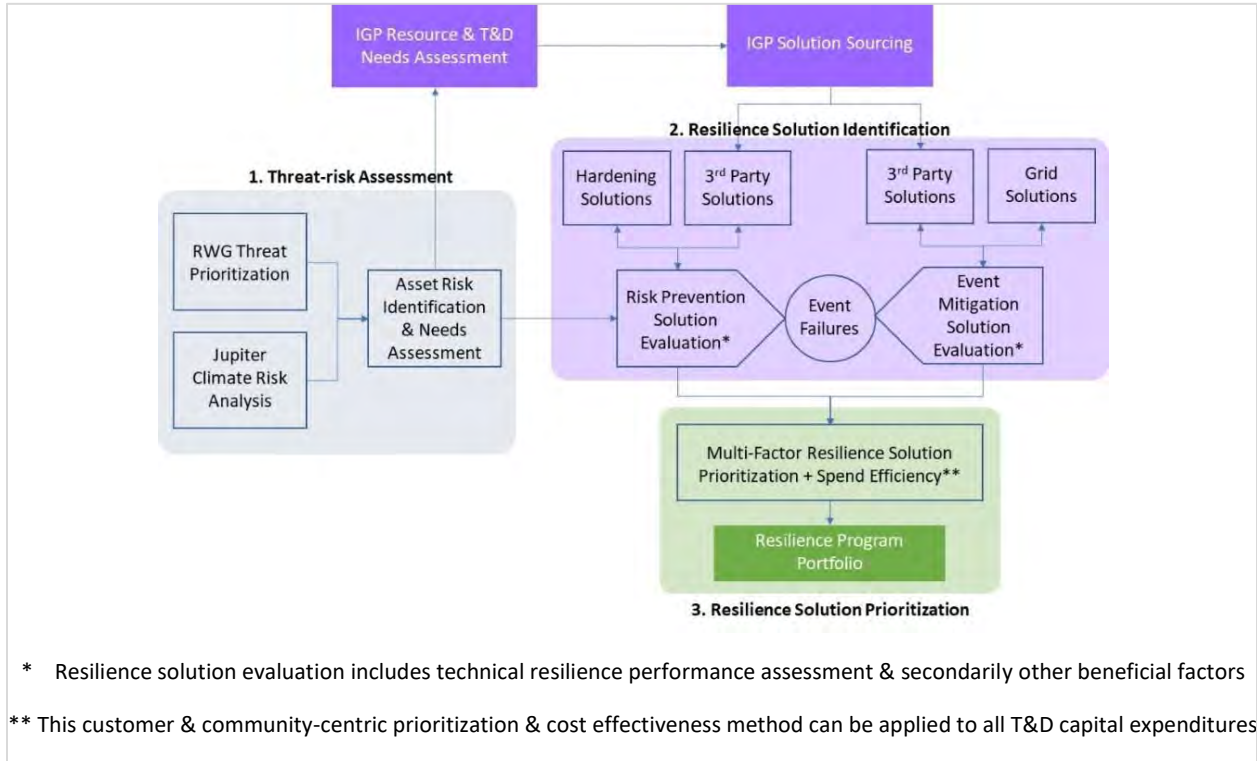 IGP Resource & T&D
Needs Assessment
IGP Solution Sourcing
2. Resilience Solution Identification
1. Threat-risk Assessment
Hardening
Solutions
3rd Party
Solutions
3rd Party
Solutions
Grid
Solutions
RWG Threat
Prioritization
Jupiter
Climate Risk
Analysis
Asset Risk
Identification
& Needs
Assessment
Risk Prevention
Solution
Evaluation*
Event
Failures
Event
Mitigation
Solution
Evaluation*
Multi-Factor Resilience Solution
Prioritization + Spend Efficiency**
Resilience Program
Portfolio
3. Resilience Solution Prioritization
* Resilience solution evaluation includes technical resilience performance assessment & secondarily other beneficial factors
** This customer & community-centric prioritization & cost effectiveness method can be applied to all T&D capital expenditures